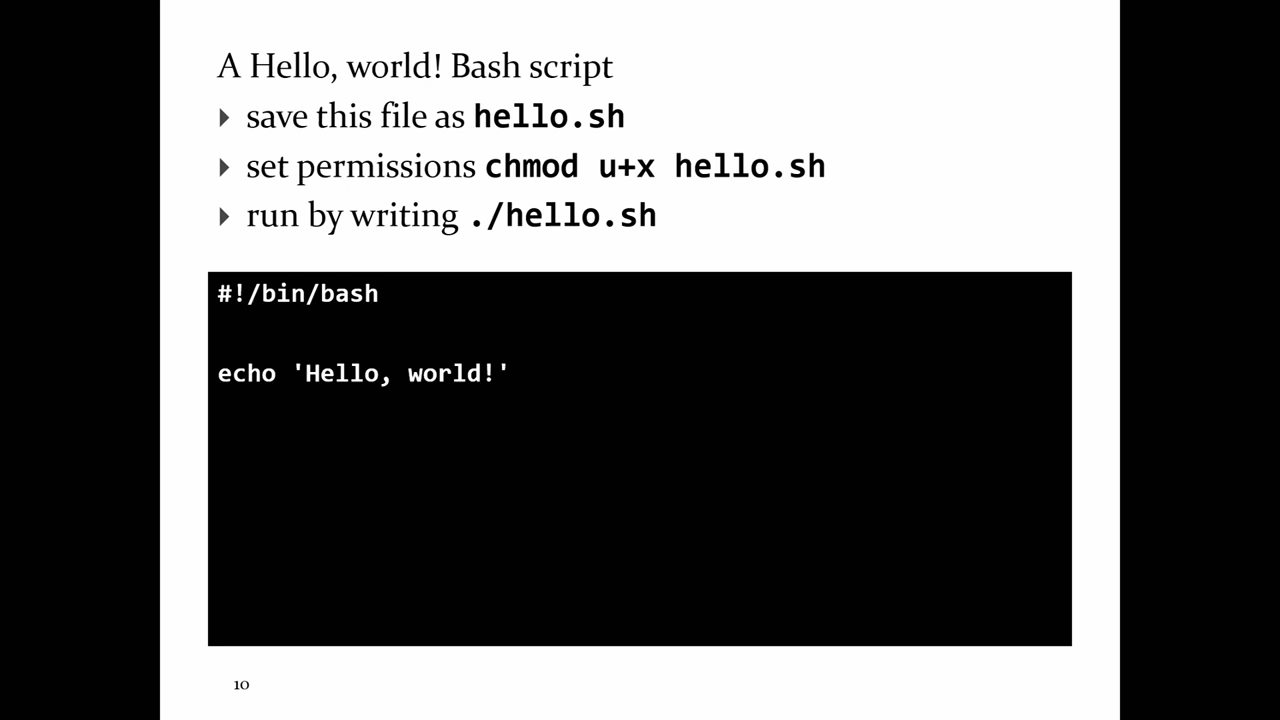 A Hello, world! Bash script
save this file as hello.sh
set permissions chmod u+x hello.sh
run by writing ./hello.sh
#!/bin/bash
echo 'Hello, world!'
10